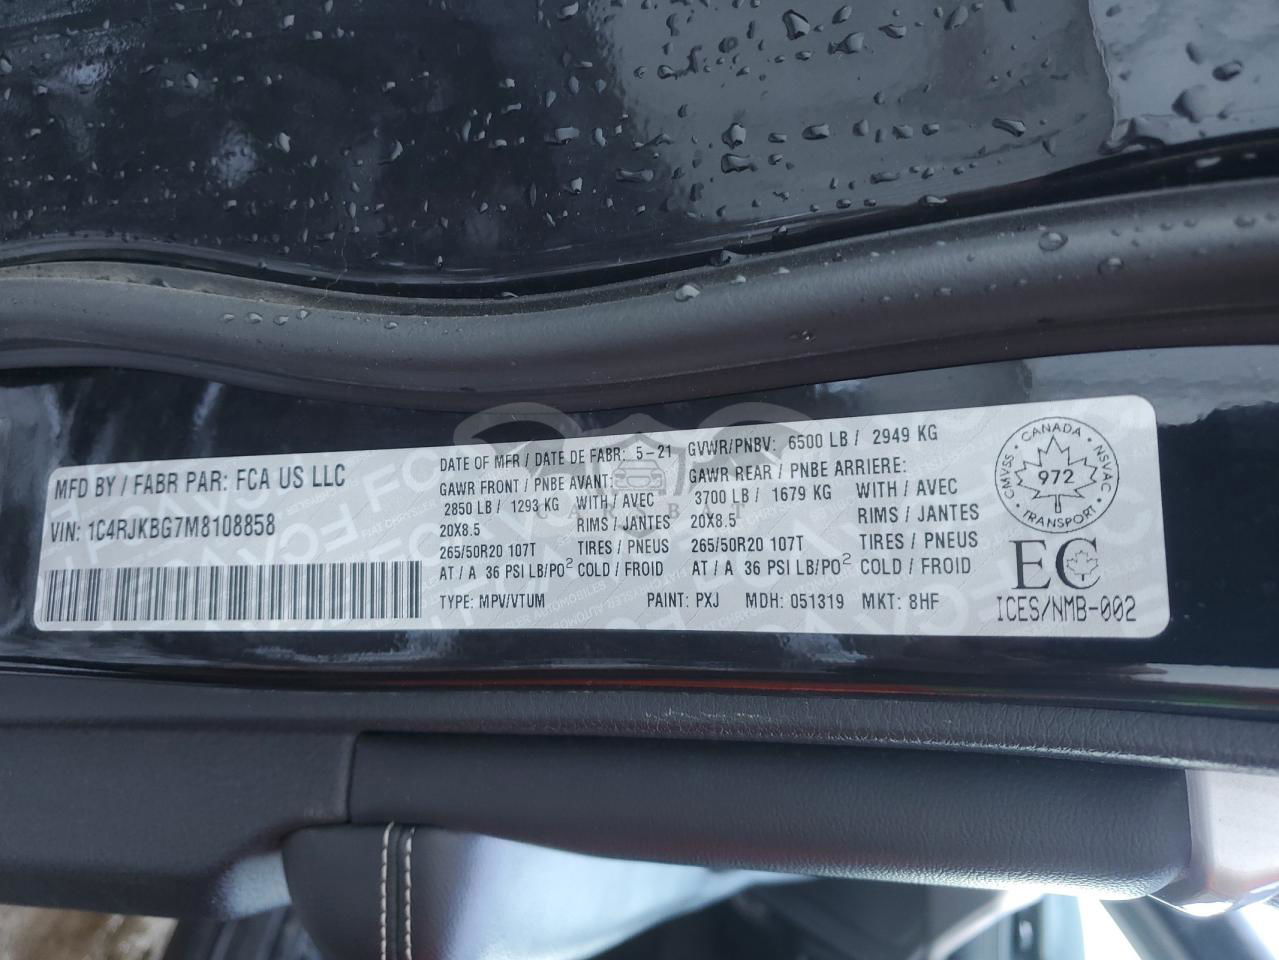 MFD BY / FABR PAR: FCA US LLC
VIN: 1C4RJKBG7M8108858
DATE OF MFR / DATE DE FABR: 5-21
GAWR FRONT / PNBE AVANT:
2850 LB / 1293 KG WITH / AVEC
20X8.5 RIMS / JANTES
265/50R20 107T TIRES / PNEUS
AT / A 36 PSI LB/PO² COLD / FROID
TYPE: MPV/VTUM
GVWR/PNBV: 6500 LB / 2949 KG
GAWR REAR / PNBE ARRIERE:
3700 LB / 1679 KG WITH / AVEC
20X8.5 RIMS / JANTES
265/50R20 107T TIRES / PNEUS
AT / A 36 PSI LB/PO² COLD / FROID
PAINT: PXJ MDH: 051319 MKT: 8HF
CANADA
CMVSS NSVAC
972
TRANSPORT
EC
ICES/NMB-002
CARSBAT